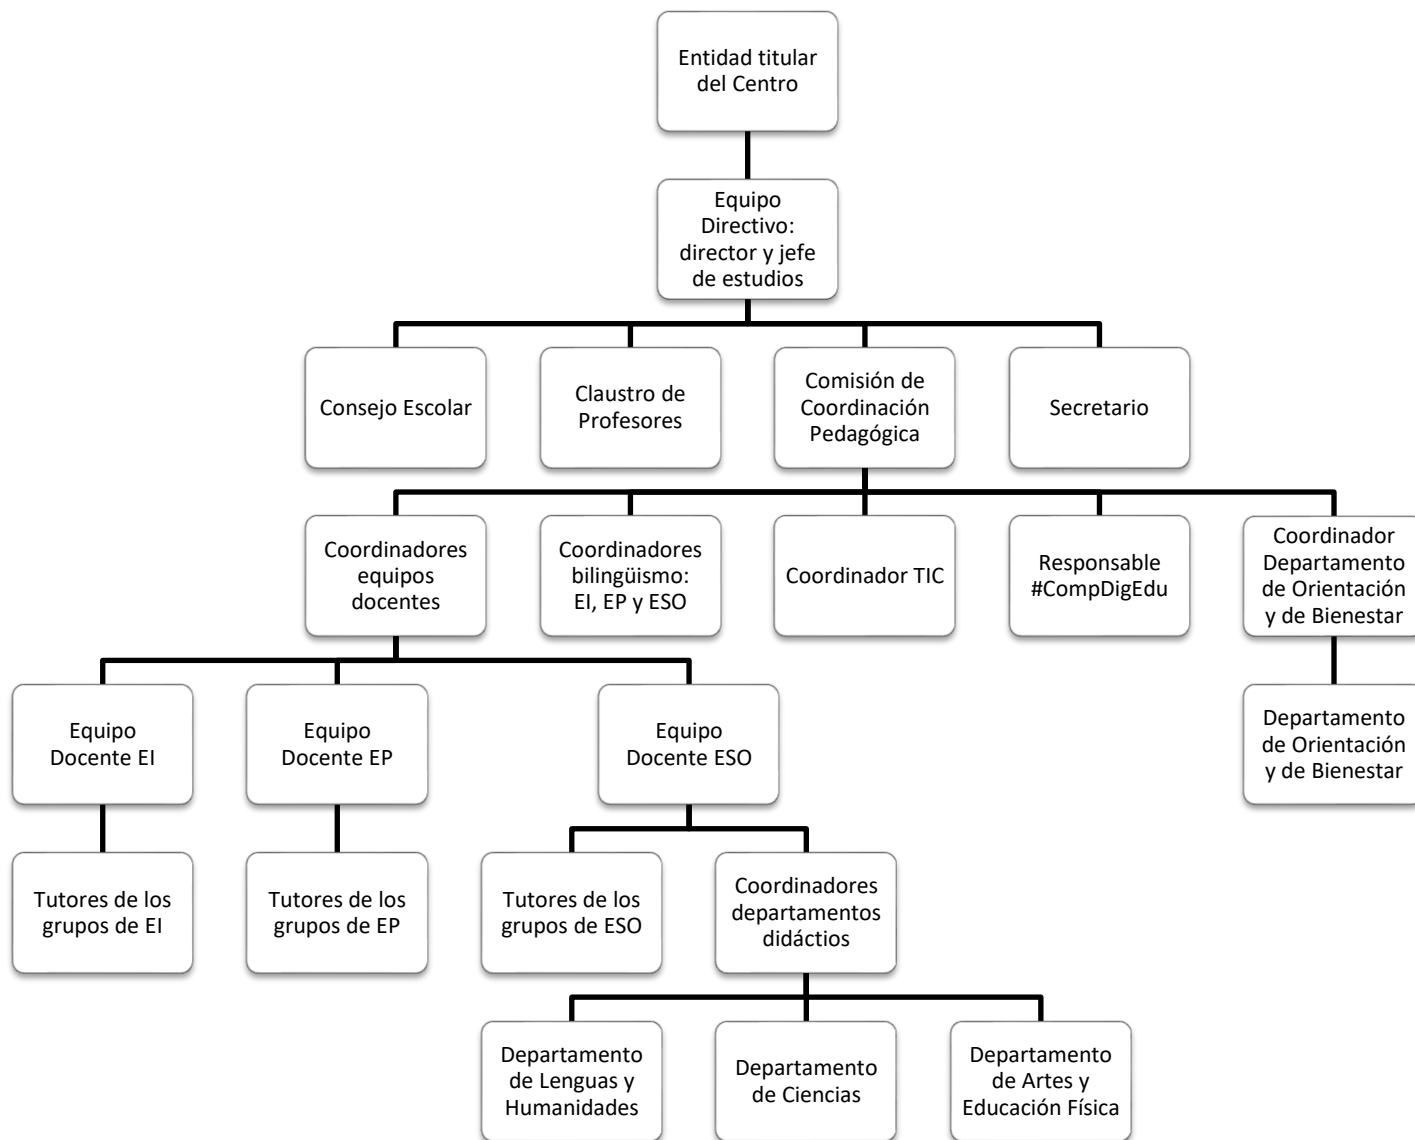 Entidad titular
del Centro
Equipo
Directivo:
director y jefe
de estudios
Consejo Escolar
Claustro de
Profesores
Comisión de
Coordinación
Pedagógica
Secretario
Coordinadores
equipos
docentes
Coordinadores
bilingüismo:
EI, EP y ESO
Coordinador TIC
Responsable
#CompDigEdu
Coordinador
Departamento
de Orientación
y de Bienestar
Equipo
Docente EI
Equipo
Docente EP
Equipo
Docente ESO
Departamento
de Orientación
y de Bienestar
Tutores de los
grupos de EI
Tutores de los
grupos de EP
Tutores de los
grupos de ESO
Coordinadores
departamentos
didáctios
Departamento
de Lenguas y
Humanidades
Departamento
de Ciencias
Departamento
de Artes y
Educación Física